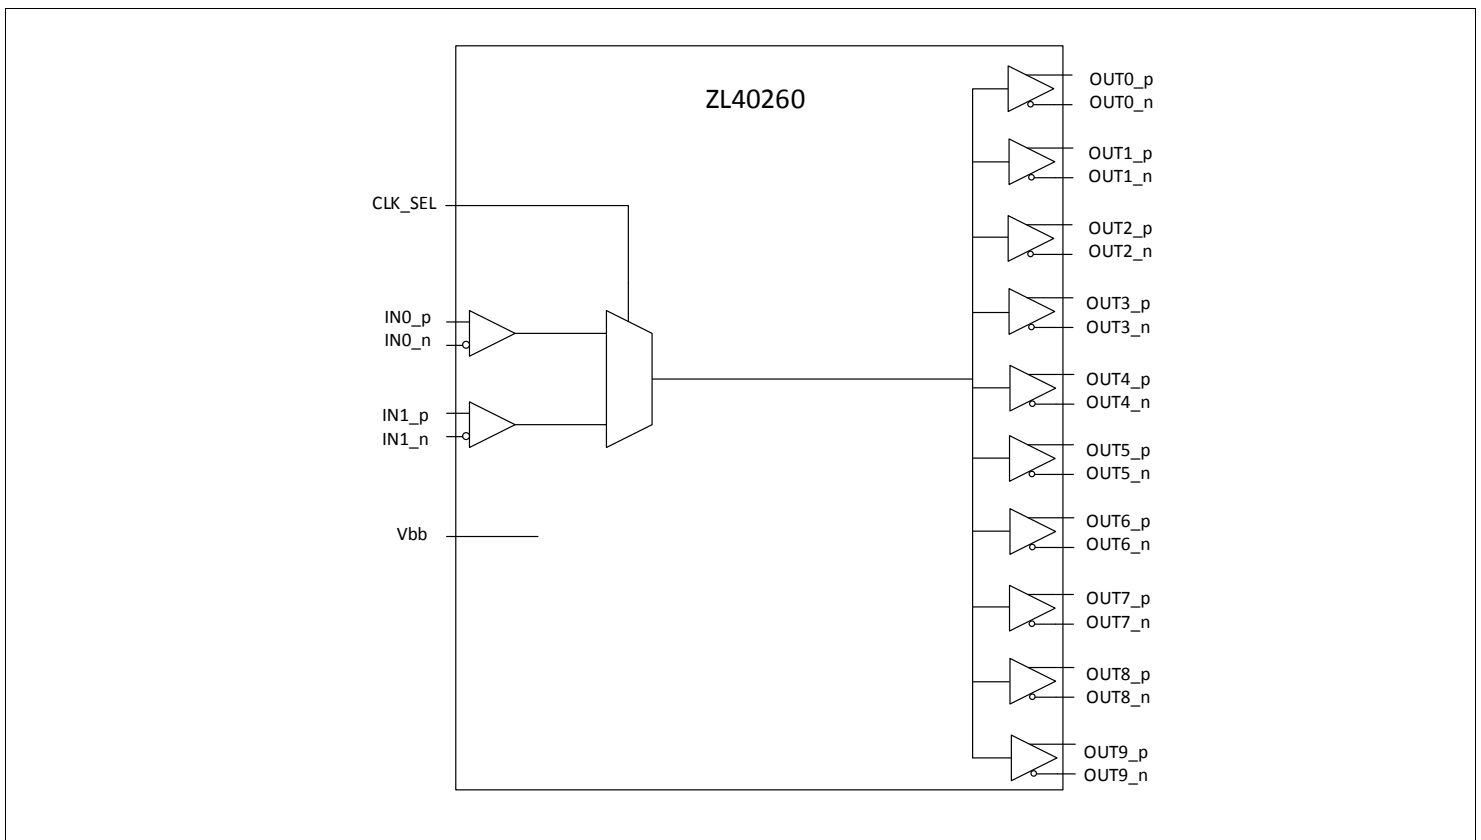 ZL40260
CLK_SEL
IN0_p
IN0_n
IN1_p
IN1_n
Vbb
OUT0_p
OUT0_n
OUT1_p
OUT1_n
OUT2_p
OUT2_n
OUT3_p
OUT3_n
OUT4_p
OUT4_n
OUT5_p
OUT5_n
OUT6_p
OUT6_n
OUT7_p
OUT7_n
OUT8_p
OUT8_n
OUT9_p
OUT9_n